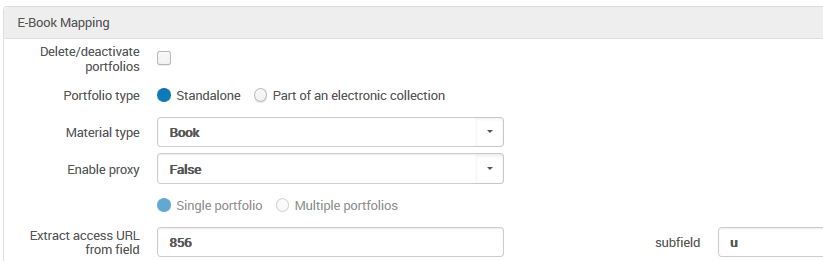 E-Book Mapping
Delete/deactivate
portfolios
Portfolio type Standalone Part of an electronic collection
Material type Book
Enable proxy False
Single portfolio Multiple portfolios
Extract access URL
from field 856 subfield u